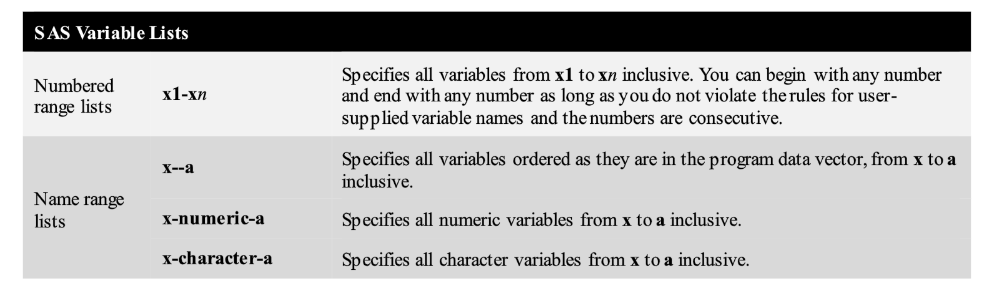 SAS Variable Lists
Numbered
range lists
x1-xn
Specifies all variables from x1 to xn inclusive. You can begin with any number
and end with any number as long as you do not violate the rules for user-
supplied variable names and the numbers are consecutive.
Name range
lists
x--a
Specifies all variables ordered as they are in the program data vector, from x to a
inclusive.
x-numeric-a
Specifies all numeric variables from x to a inclusive.
x-character-a
Specifies all character variables from x to a inclusive.